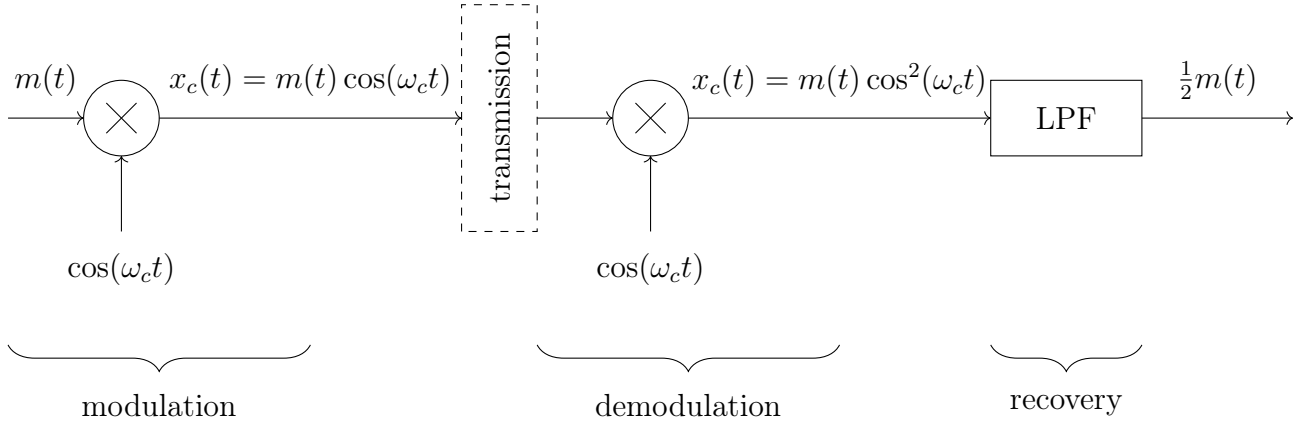 m(t)
x_c(t) = m(t) cos(ω_c t)
transmission
x_c(t) = m(t) cos²(ω_c t)
LPF
½m(t)
cos(ω_c t)
cos(ω_c t)
modulation
demodulation
recovery